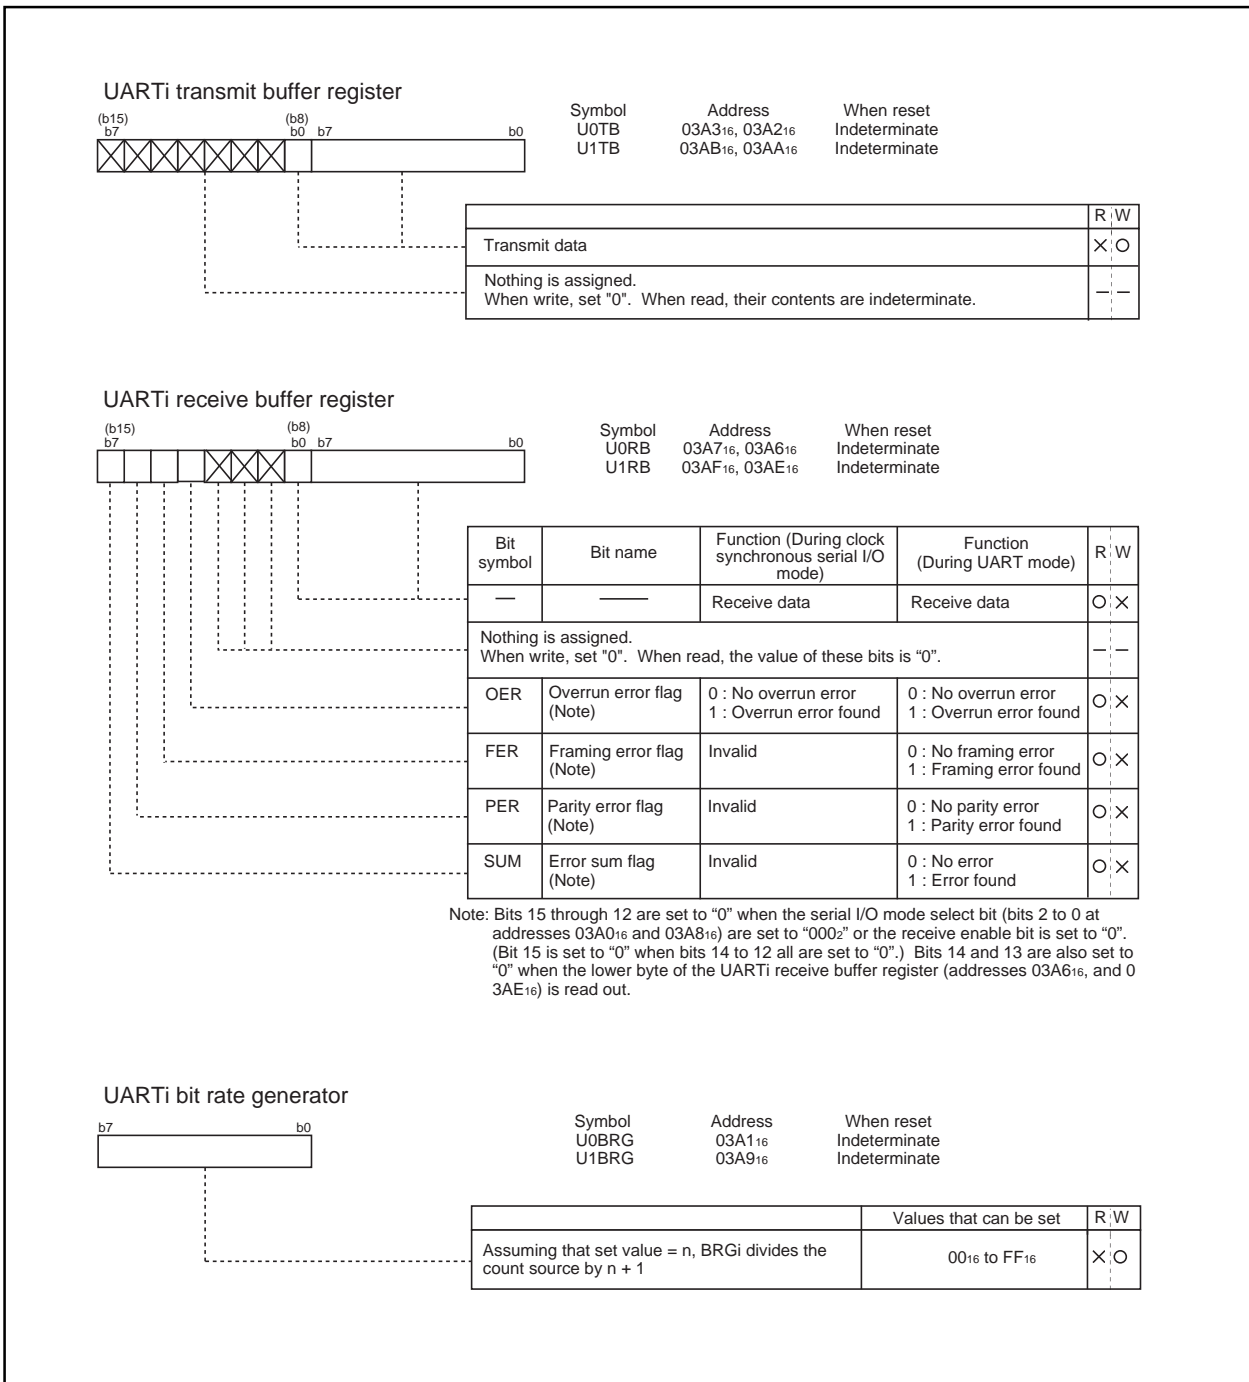 UARTi transmit buffer register
(b15) (b8)
b7 b0 b7 b0
Symbol Address When reset
U0TB 03A316, 03A216 Indeterminate
U1TB 03AB16, 03AA16 Indeterminate
R W
Transmit data × O
Nothing is assigned.
When write, set "0". When read, their contents are indeterminate. – –
UARTi receive buffer register
(b15) (b8)
b7 b0 b7 b0
Symbol Address When reset
U0RB 03A716, 03A616 Indeterminate
U1RB 03AF16, 03AE16 Indeterminate
Bit symbol Bit name Function (During clock synchronous serial I/O mode) Function (During UART mode) R W
— — Receive data Receive data O ×
Nothing is assigned.
When write, set "0". When read, the value of these bits is “0”. – –
OER Overrun error flag (Note) 0 : No overrun error 1 : Overrun error found 0 : No overrun error 1 : Overrun error found O ×
FER Framing error flag (Note) Invalid 0 : No framing error 1 : Framing error found O ×
PER Parity error flag (Note) Invalid 0 : No parity error 1 : Parity error found O ×
SUM Error sum flag (Note) Invalid 0 : No error 1 : Error found O ×
Note: Bits 15 through 12 are set to “0” when the serial I/O mode select bit (bits 2 to 0 at
addresses 03A016 and 03A816) are set to “0002” or the receive enable bit is set to “0”.
(Bit 15 is set to “0” when bits 14 to 12 all are set to “0”.) Bits 14 and 13 are also set to
“0” when the lower byte of the UARTi receive buffer register (addresses 03A616, and 0
3AE16) is read out.
UARTi bit rate generator
b7 b0
Symbol Address When reset
U0BRG 03A116 Indeterminate
U1BRG 03A916 Indeterminate
Values that can be set R W
Assuming that set value = n, BRGi divides the
count source by n + 1 0016 to FF16 × O